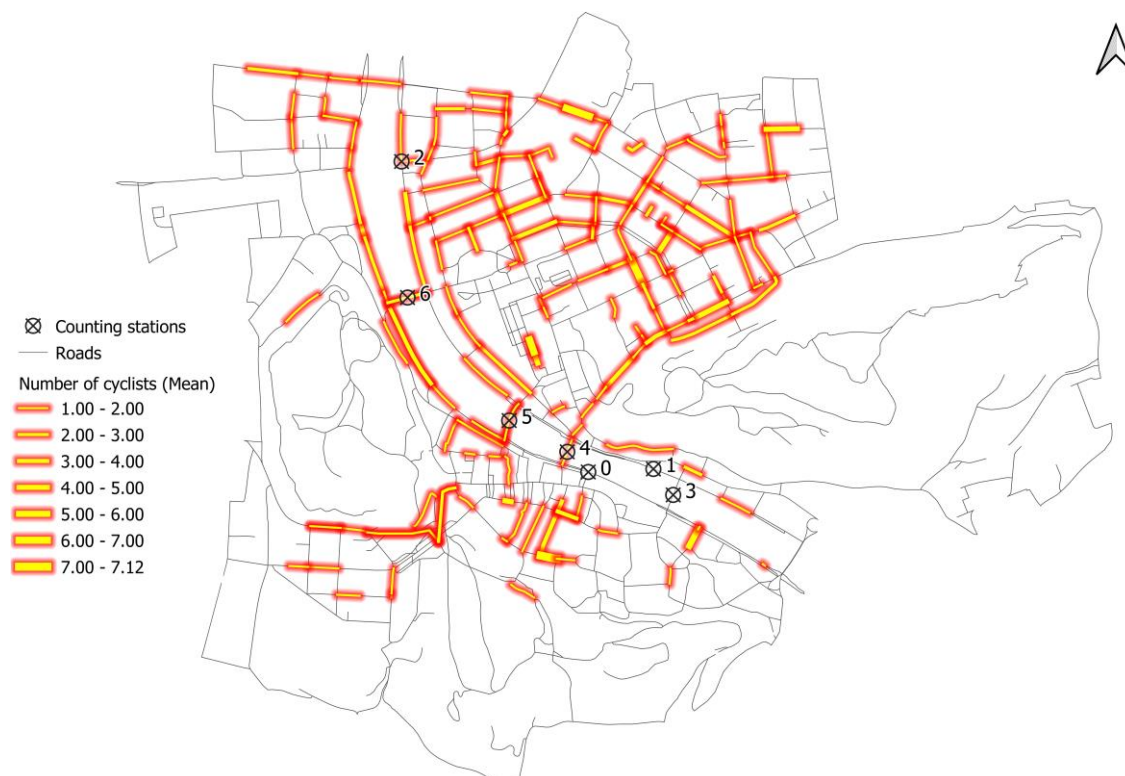 2
6
5
4
0
1
3
Counting stations
Roads
Number of cyclists (Mean)
1.00 - 2.00
2.00 - 3.00
3.00 - 4.00
4.00 - 5.00
5.00 - 6.00
6.00 - 7.00
7.00 - 7.12